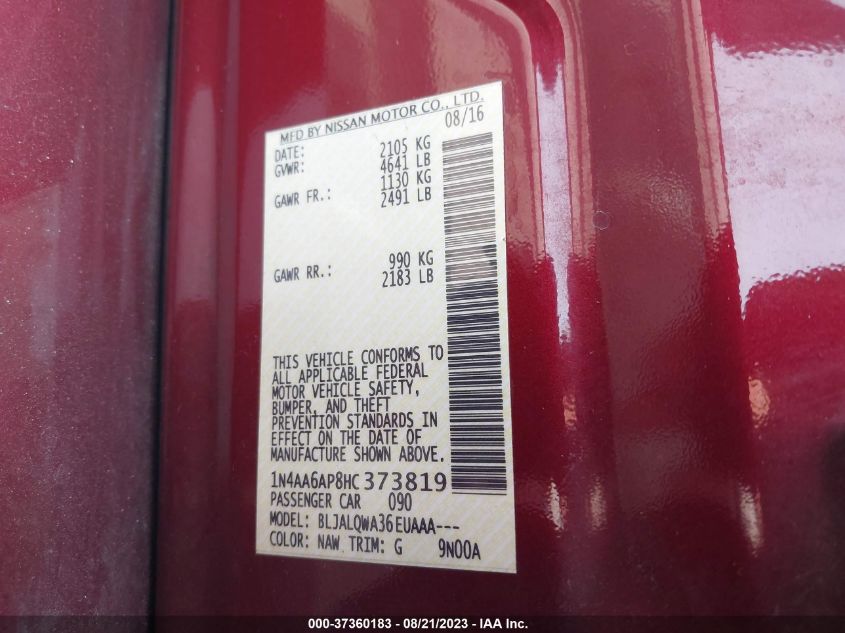 MFD BY NISSAN MOTOR CO., LTD.
DATE: 08/16
GVWR: 2105 KG
4641 LB
GAWR FR.: 1130 KG
2491 LB
GAWR RR.: 990 KG
2183 LB
THIS VEHICLE CONFORMS TO
ALL APPLICABLE FEDERAL
MOTOR VEHICLE SAFETY,
BUMPER, AND THEFT
PREVENTION STANDARDS IN
EFFECT ON THE DATE OF
MANUFACTURE SHOWN ABOVE.
1N4AA6AP8HC373819
PASSENGER CAR 090
MODEL: BLJALQWA36EUAAA---
COLOR: NAW TRIM: G 9N00A
000-37360183 - 08/21/2023 - IAA Inc.